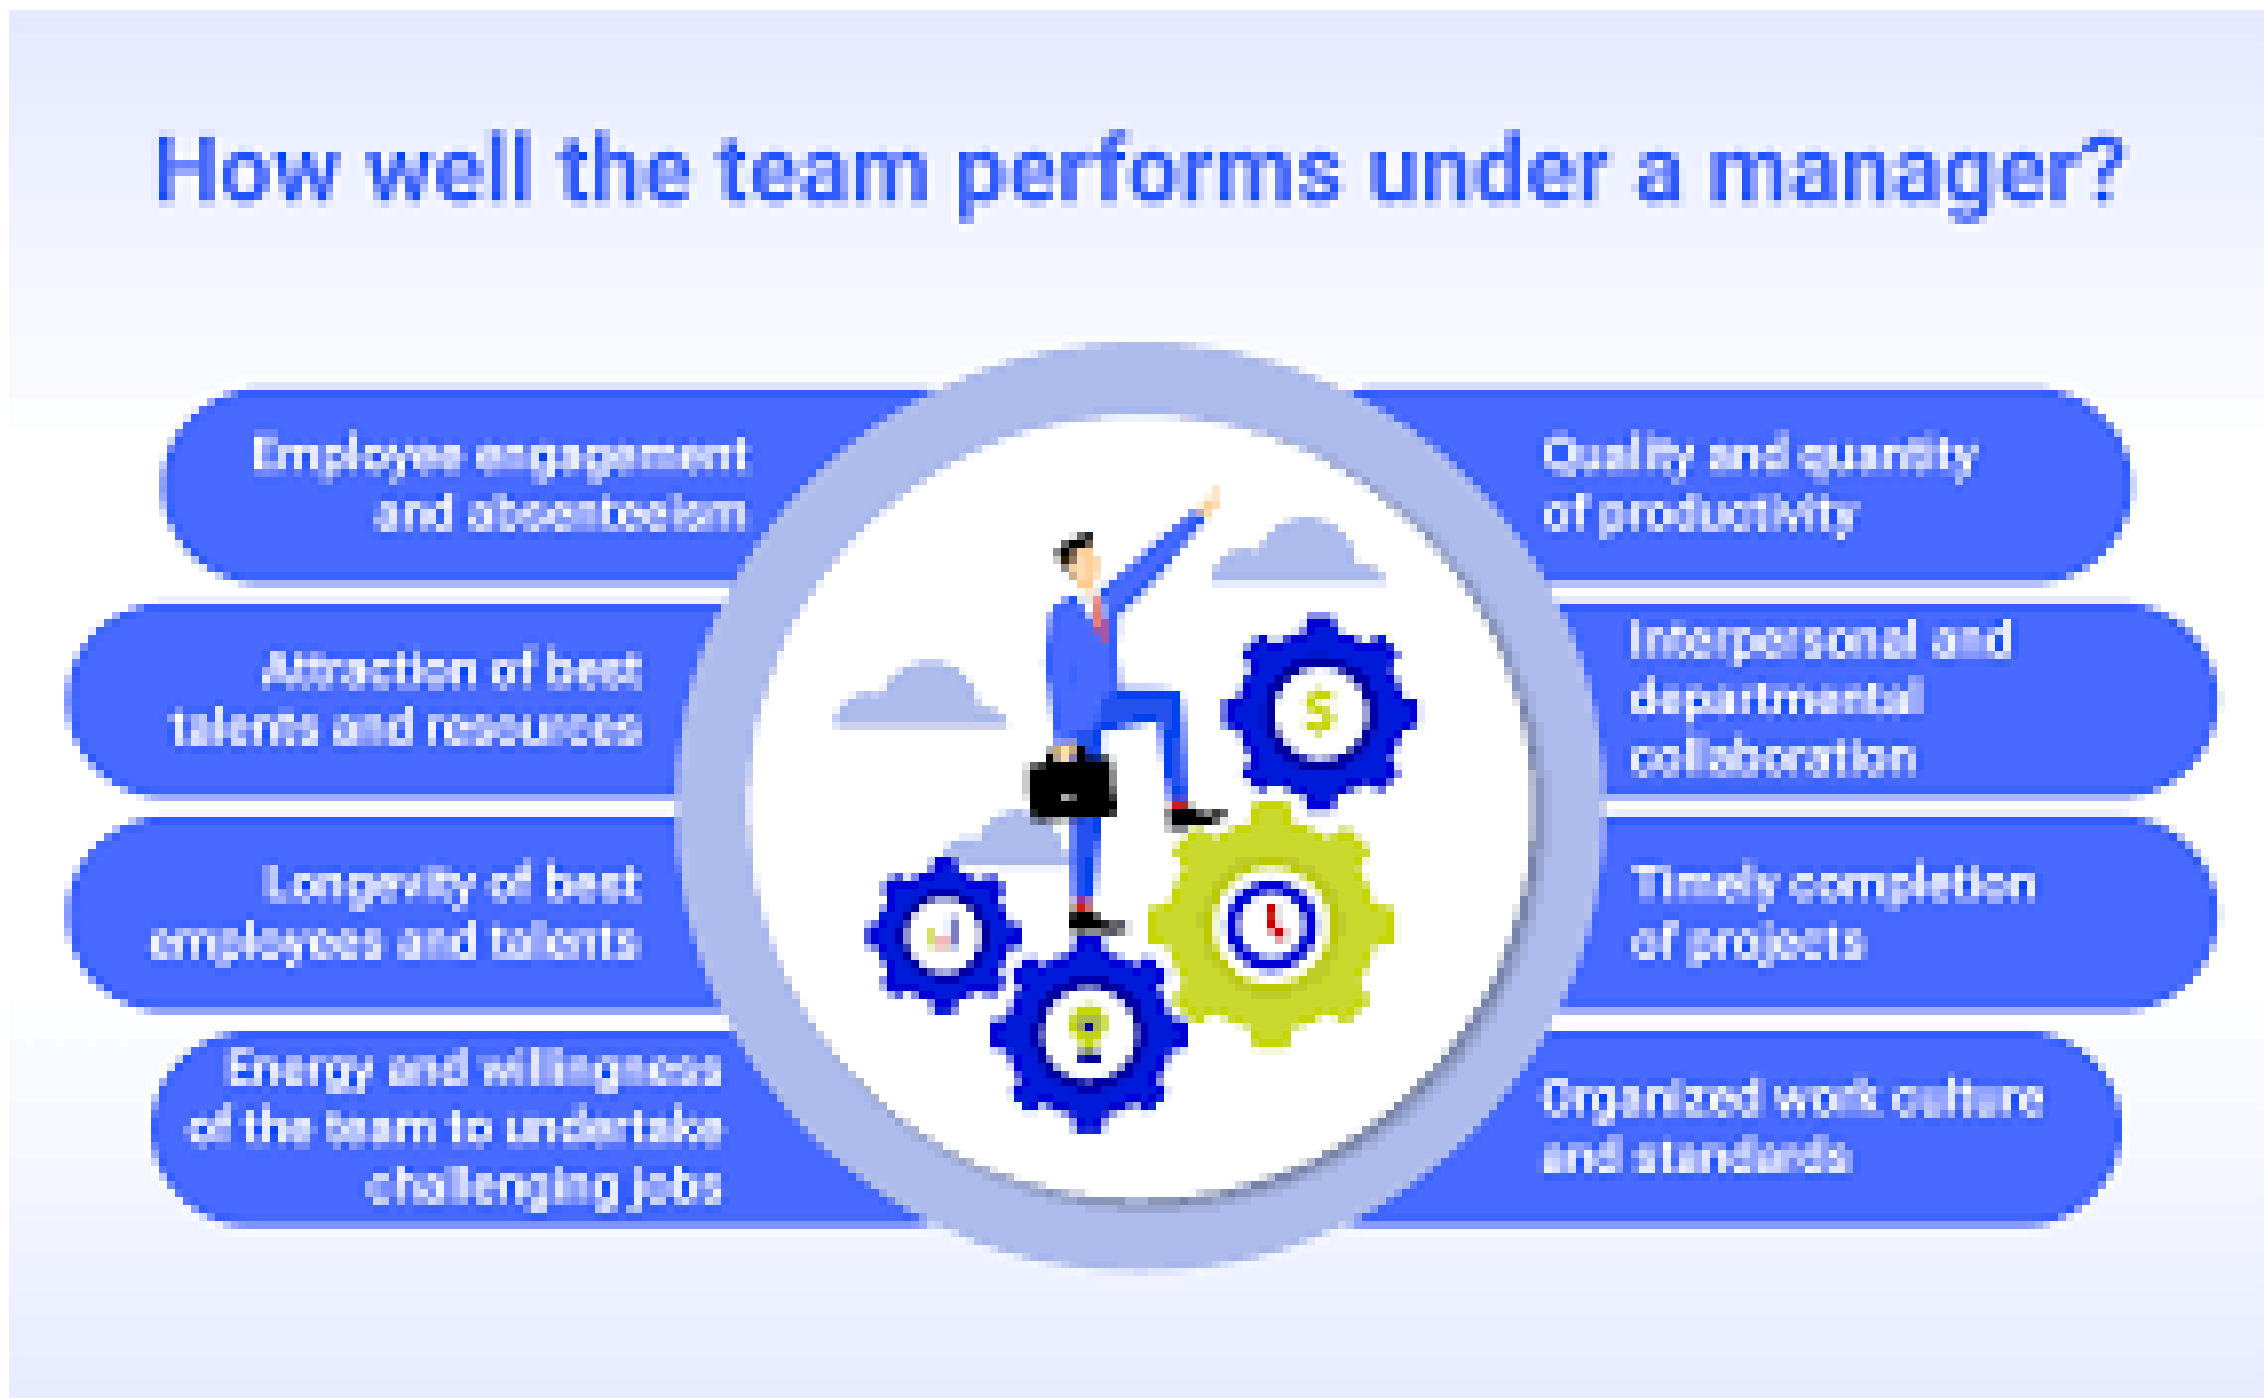 How well the team performs under a manager?
Employee engagement
and absenteeism
Attraction of best
talents and resources
Longevity of best
employees and talents
Energy and willingness
of the team to undertake
challenging jobs
Quality and quantity
of productivity
Interpersonal and
departmental
collaboration
Timely completion
of projects
Organized work culture
and standards
$